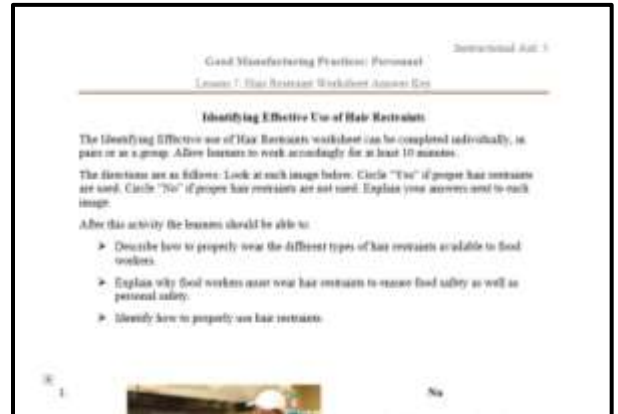 Instructional Aid: 5
Good Manufacturing Practices: Personnel
Lesson 7: Hair Restraint Worksheet Answer Key
Identifying Effective Use of Hair Restraints
The Identifying Effective use of Hair Restraints worksheet can be completed individually, in
pairs or as a group. Allow learners to work accordingly for at least 10 minutes.
The directions are as follows: Look at each image below. Circle "Yes" if proper hair restraints
are used. Circle "No" if proper hair restraints are not used. Explain your answers next to each
image.
After this activity the learners should be able to:
➢ Describe how to properly wear the different types of hair restraints available to food
workers.
➢ Explain why food workers must wear hair restraints to ensure food safety as well as
personal safety.
➢ Identify how to properly use hair restraints.
1. No